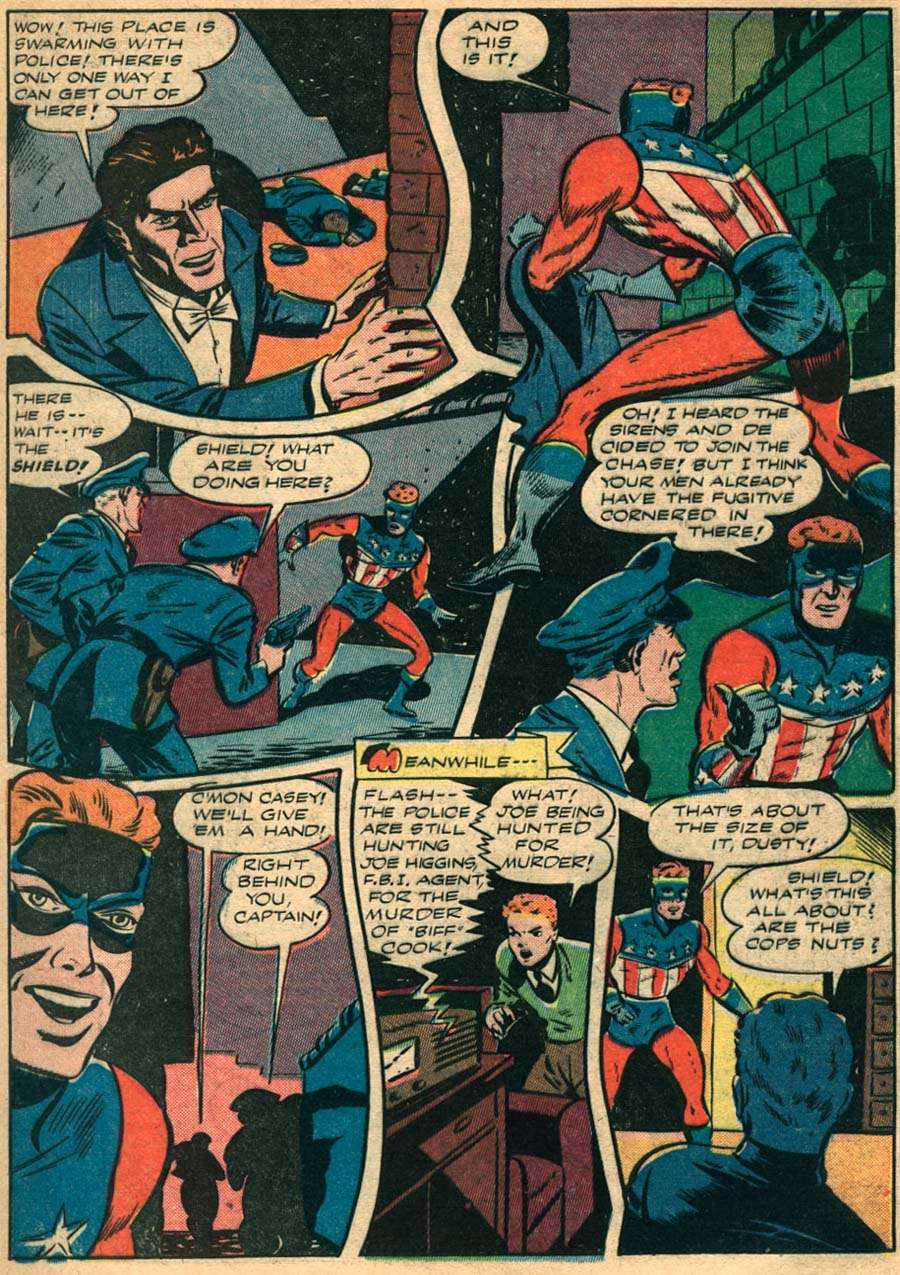 WOW! THIS PLACE IS
SWARMING WITH
POLICE! THERE'S
ONLY ONE WAY I
CAN GET OUT OF
HERE!
AND
THIS
IS IT!
THERE
HE IS--
WAIT--IT'S
THE
SHIELD!
SHIELD! WHAT
ARE YOU
DOING HERE?
OH! I HEARD THE
SIRENS AND DE
CIDED TO JOIN THE
CHASE! BUT I THINK
YOUR MEN ALREADY
HAVE THE FUGITIVE
CORNERED IN
THERE!
C'MON CASEY!
WE'LL GIVE
'EM A HAND!
RIGHT
BEHIND
YOU,
CAPTAIN!
MEANWHILE---
FLASH--
THE POLICE
ARE STILL
HUNTING
JOE HIGGINS,
F.B.I. AGENT,
FOR THE
MURDER
OF "BIFF"
COOK!
WHAT!
JOE BEING
HUNTED
FOR
MURDER!
THAT'S ABOUT
THE SIZE OF
IT, DUSTY!
SHIELD!
WHAT'S THIS
ALL ABOUT?
ARE THE
COPS NUTS?